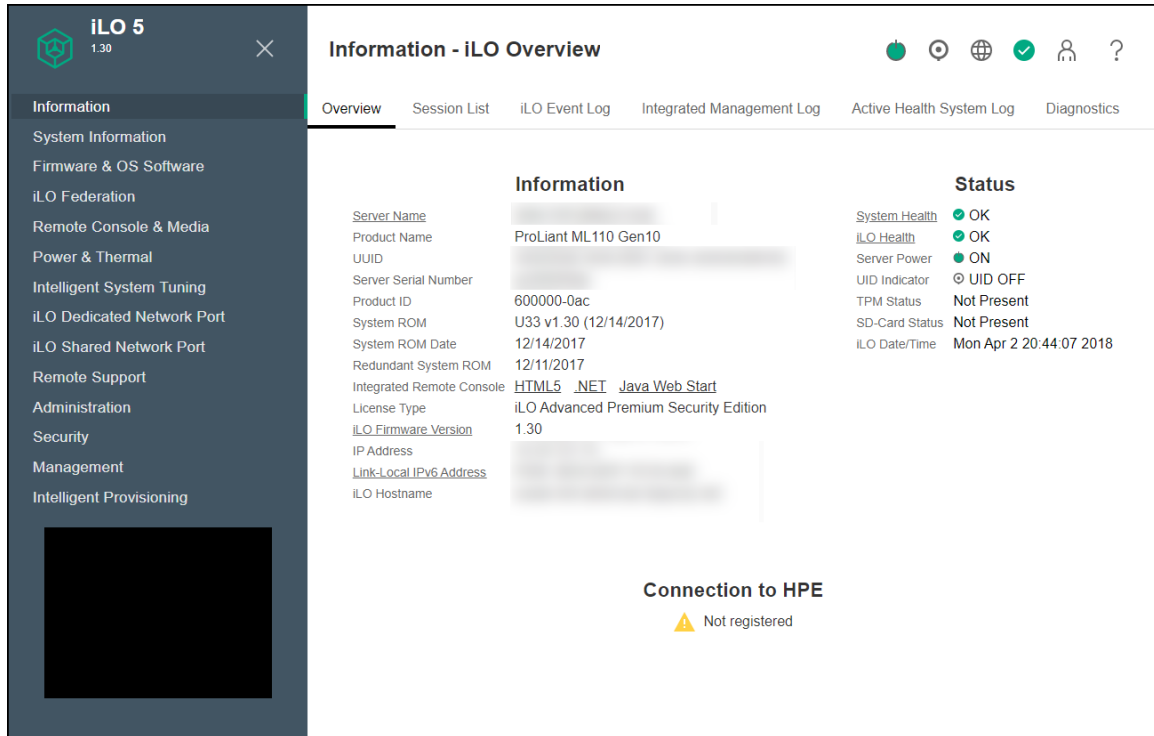 iLO 5
1.30
Information
System Information
Firmware & OS Software
iLO Federation
Remote Console & Media
Power & Thermal
Intelligent System Tuning
iLO Dedicated Network Port
iLO Shared Network Port
Remote Support
Administration
Security
Management
Intelligent Provisioning
Information - iLO Overview
?
Overview Session List iLO Event Log Integrated Management Log Active Health System Log Diagnostics
Information
Server Name
Product Name ProLiant ML110 Gen10
UUID
Server Serial Number
Product ID 600000-0ac
System ROM U33 v1.30 (12/14/2017)
System ROM Date 12/14/2017
Redundant System ROM 12/11/2017
Integrated Remote Console HTML5 .NET Java Web Start
License Type iLO Advanced Premium Security Edition
iLO Firmware Version 1.30
IP Address
Link-Local IPv6 Address
iLO Hostname
Status
System Health OK
iLO Health OK
Server Power ON
UID Indicator UID OFF
TPM Status Not Present
SD-Card Status Not Present
iLO Date/Time Mon Apr 2 20:44:07 2018
Connection to HPE
Not registered